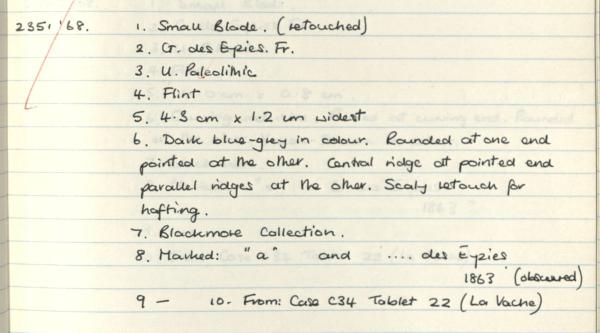 2351 '68. 1. Small Blade. (retouched)
2. G. des Eyzies. Fr.
3. U. Paleolithic
4. Flint
5. 4.3 cm x 1.2 cm widest
6. Dark blue-grey in colour. Rounded at one end
pointed at the other. Central ridge at pointed end
parallel ridges at the other. Scaly retouch for
hafting.
7. Blackmore Collection.
8. Marked: "a" and .... des Eyzies
1863 (obscured)
9 — 10. From: Case C34 Tablet 22 (La Vache)